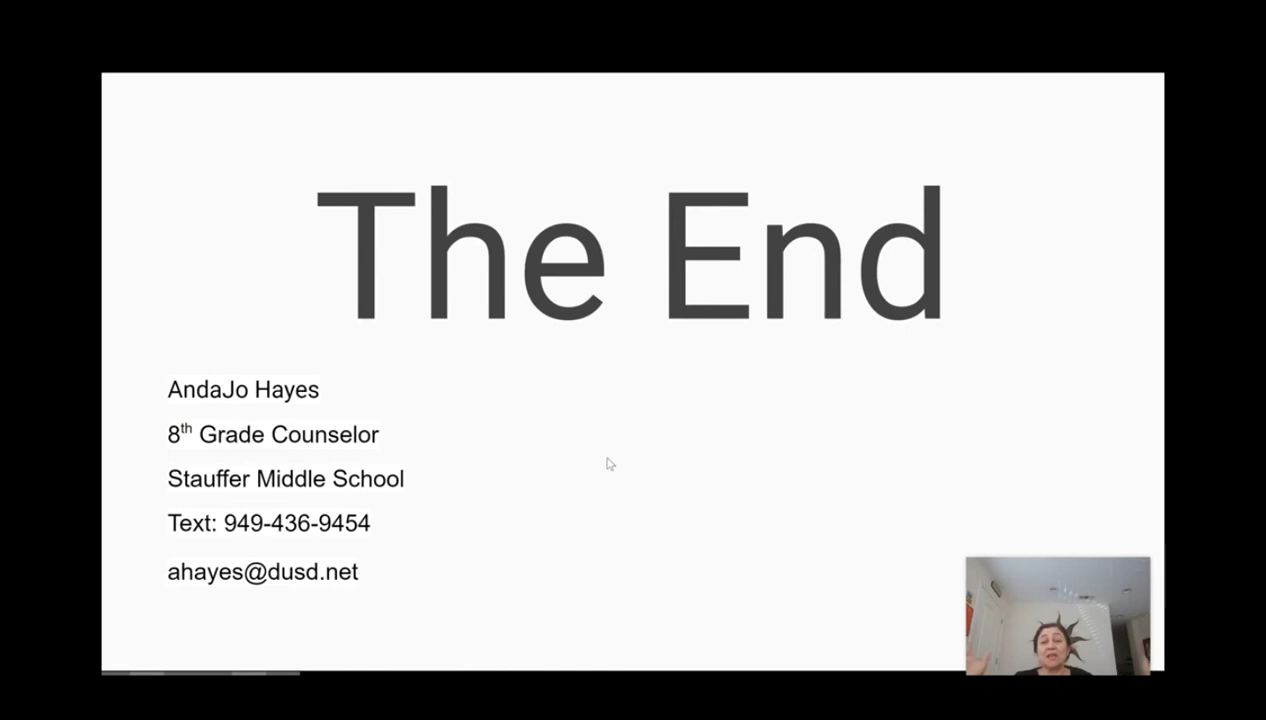 The End
AndaJo Hayes
8th Grade Counselor
Stauffer Middle School
Text: 949-436-9454
ahayes@dusd.net